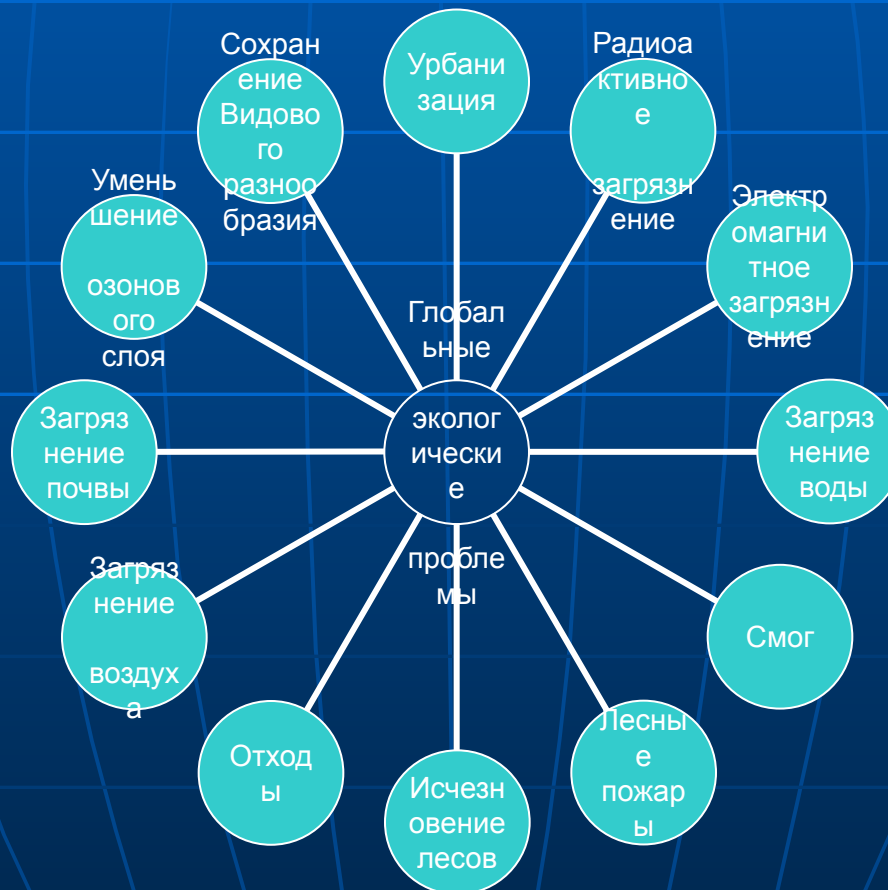 Сохран
ение
Видово
го
разноо
бразия
Урбани
зация
Радиоа
ктивно
е
загрязн
ение
Электр
омагни
тное
загрязн
ение
Загряз
нение
воды
Смог
Лесны
е
пожар
ы
Исчезн
овение
лесов
Отход
ы
Загряз
нение
воздух
а
Загряз
нение
почвы
Умень
шение
озонов
ого
слоя
Глобал
ьные
эколог
ически
е
пробле
мы